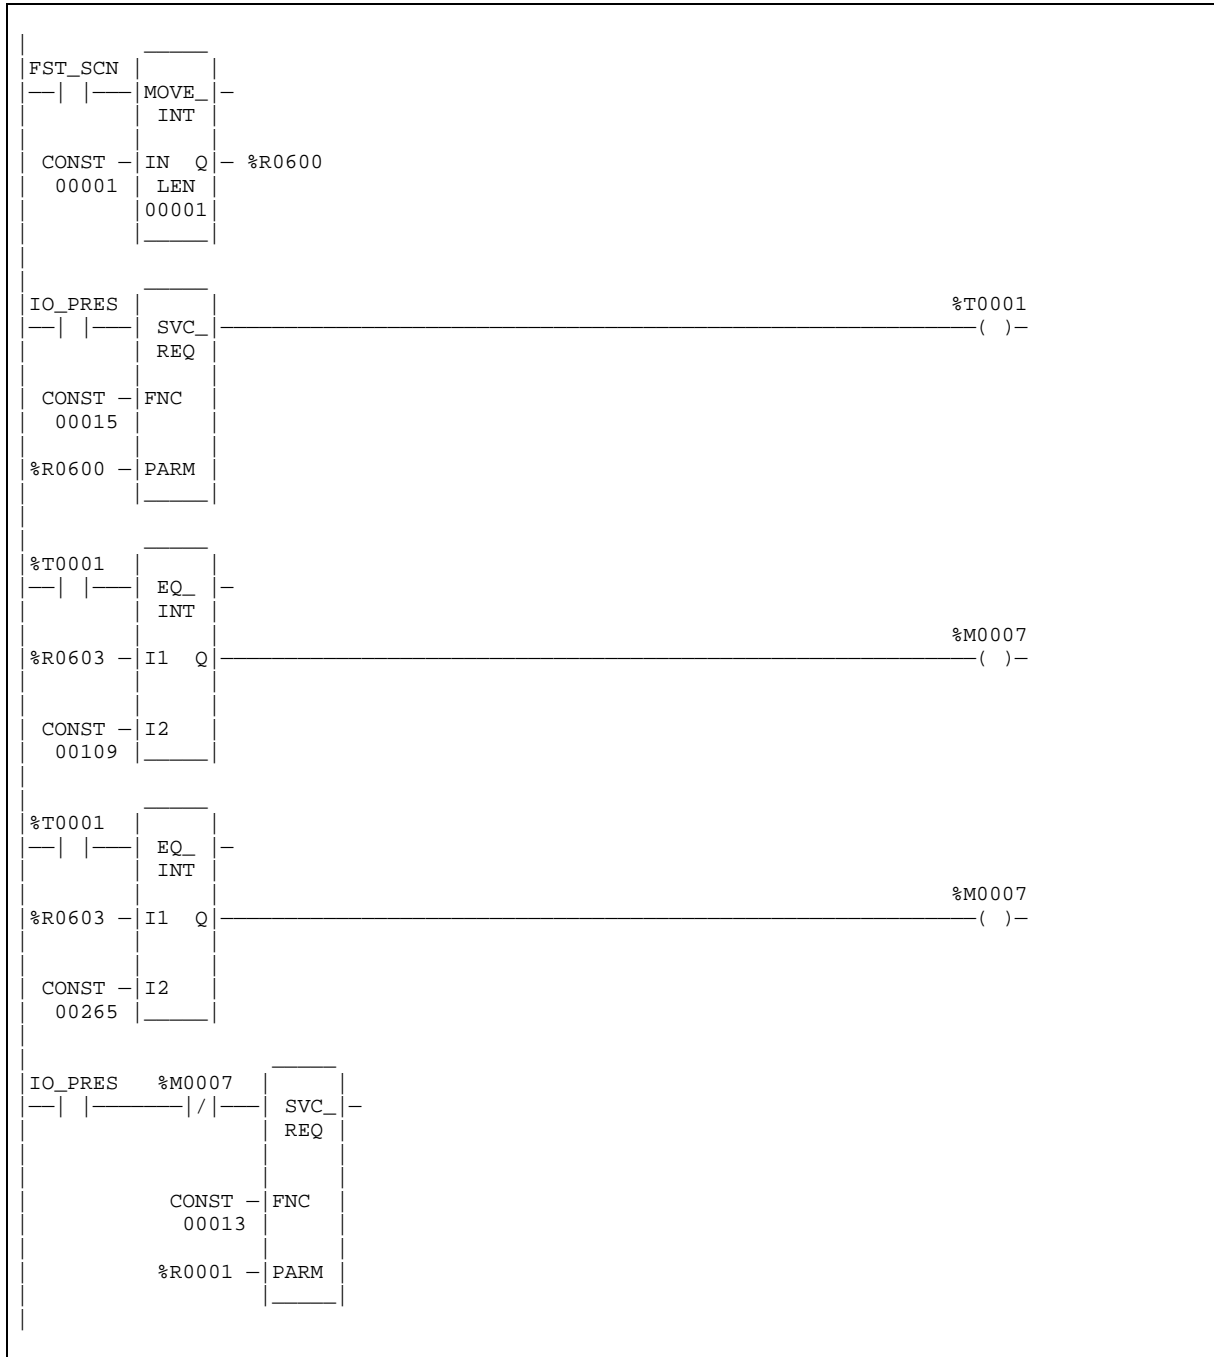 FST_SCN
MOVE_
INT
CONST IN Q %R0600
00001 LEN
00001
IO_PRES %T0001
SVC_ ( )
REQ
CONST FNC
00015
%R0600 PARM
%T0001
EQ_
INT
%M0007
%R0603 I1 Q ( )
CONST I2
00109
%T0001
EQ_
INT
%M0007
%R0603 I1 Q ( )
CONST I2
00265
IO_PRES %M0007
|/| SVC_
REQ
CONST FNC
00013
%R0001 PARM